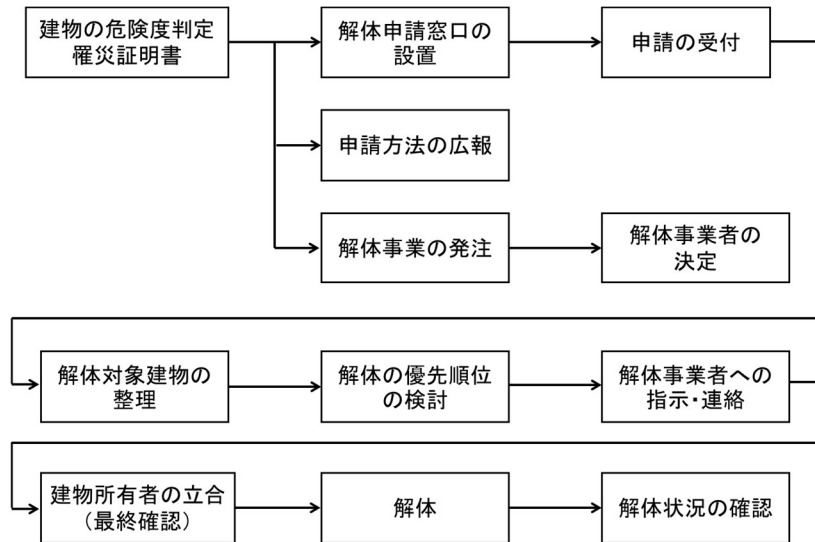 建物の危険度判定
罹災証明書
解体申請窓口の
設置
申請の受付
申請方法の広報
解体事業の発注
解体事業者の
決定
解体対象建物の
整理
解体の優先順位
の検討
解体事業者への
指示・連絡
建物所有者の立合
（最終確認）
解体
解体状況の確認